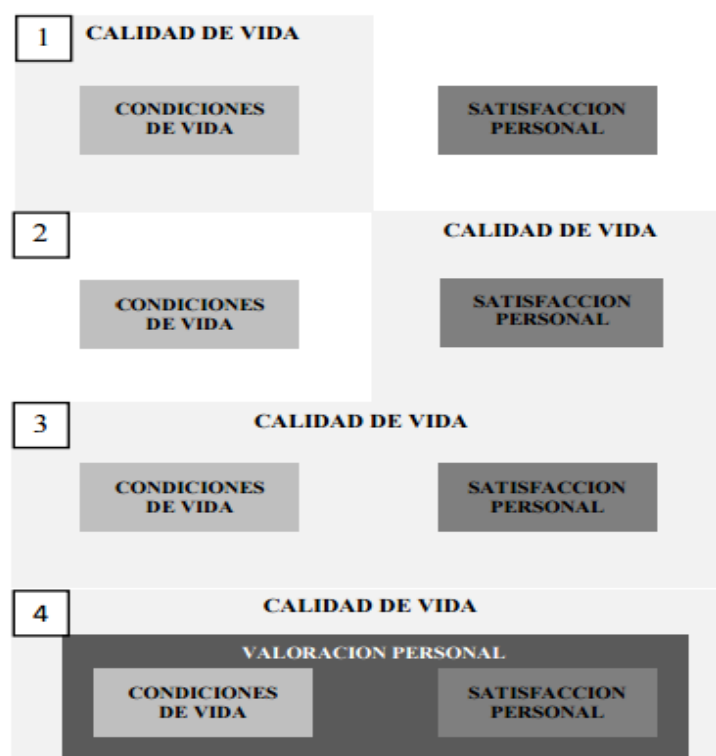 1
CALIDAD DE VIDA
CONDICIONES
DE VIDA
SATISFACCION
PERSONAL
2
CALIDAD DE VIDA
CONDICIONES
DE VIDA
SATISFACCION
PERSONAL
3
CALIDAD DE VIDA
CONDICIONES
DE VIDA
SATISFACCION
PERSONAL
4
CALIDAD DE VIDA
VALORACION PERSONAL
CONDICIONES
DE VIDA
SATISFACCION
PERSONAL